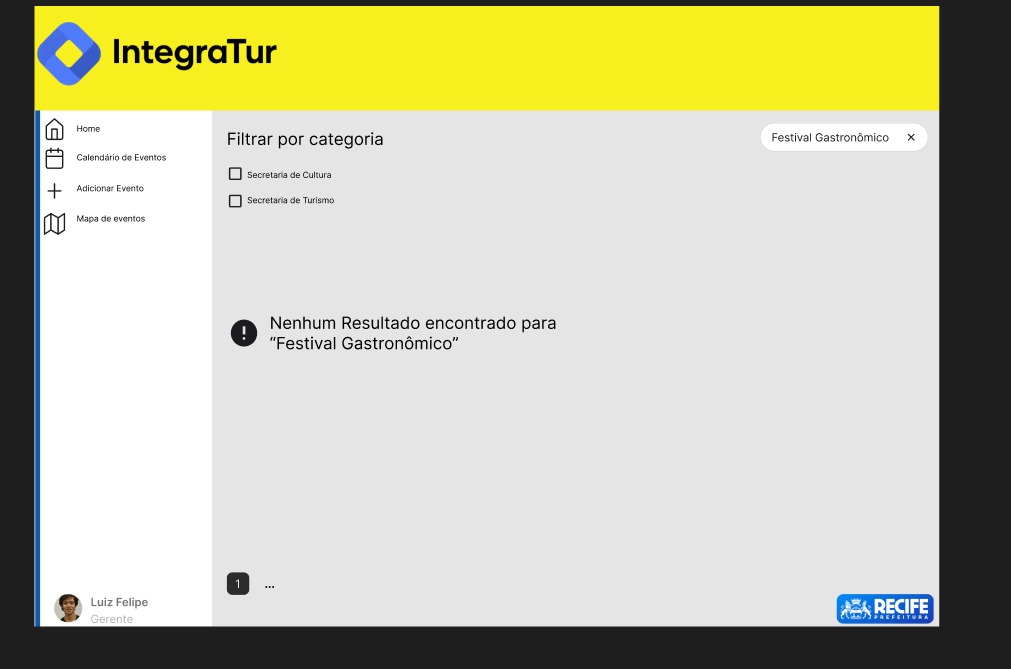 IntegraTur
Home
Calendário de Eventos
Adicionar Evento
Mapa de eventos
Filtrar por categoria
Festival Gastronômico ×
Secretaria de Cultura
Secretaria de Turismo
Nenhum Resultado encontrado para
“Festival Gastronômico”
1 ...
Luiz Felipe
Gerente
RECIFE
PREFEITURA